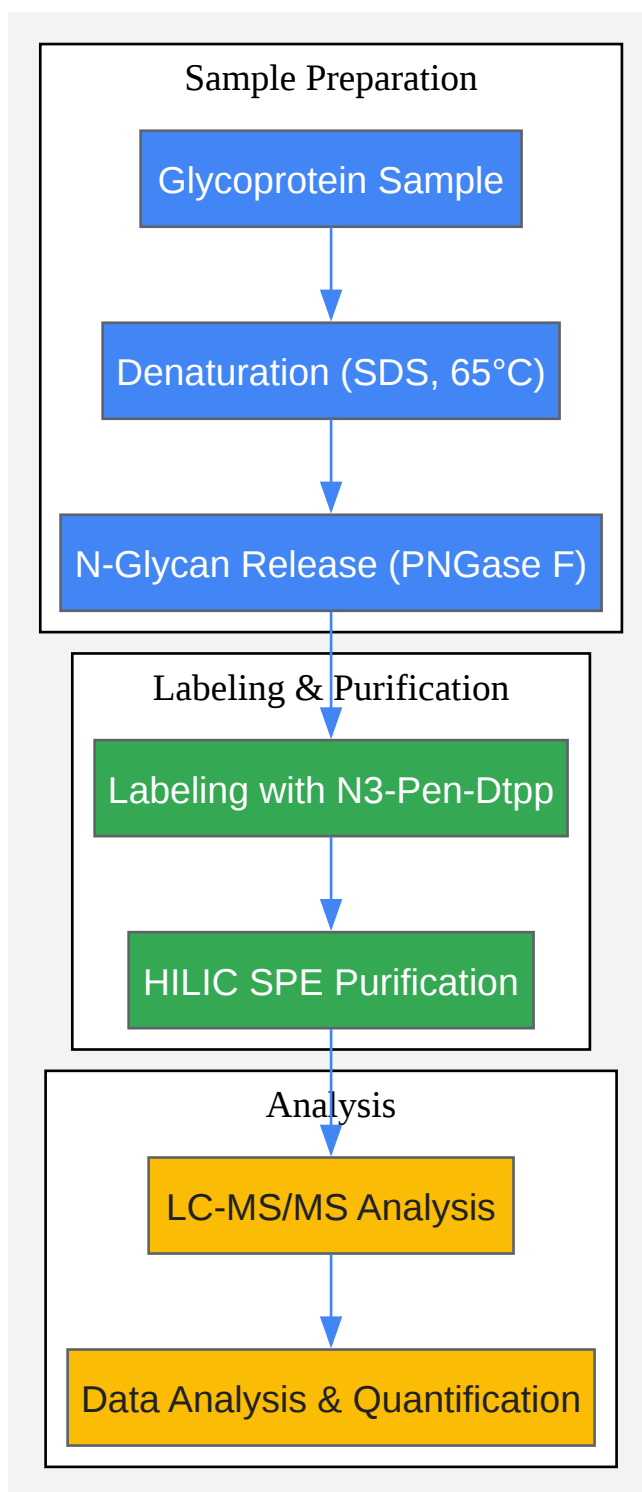 Sample Preparation
Glycoprotein Sample
Denaturation (SDS, 65°C)
N-Glycan Release (PNGase F)
Labeling & Purification
Labeling with N3-Pen-Dtpp
HILIC SPE Purification
Analysis
LC-MS/MS Analysis
Data Analysis & Quantification